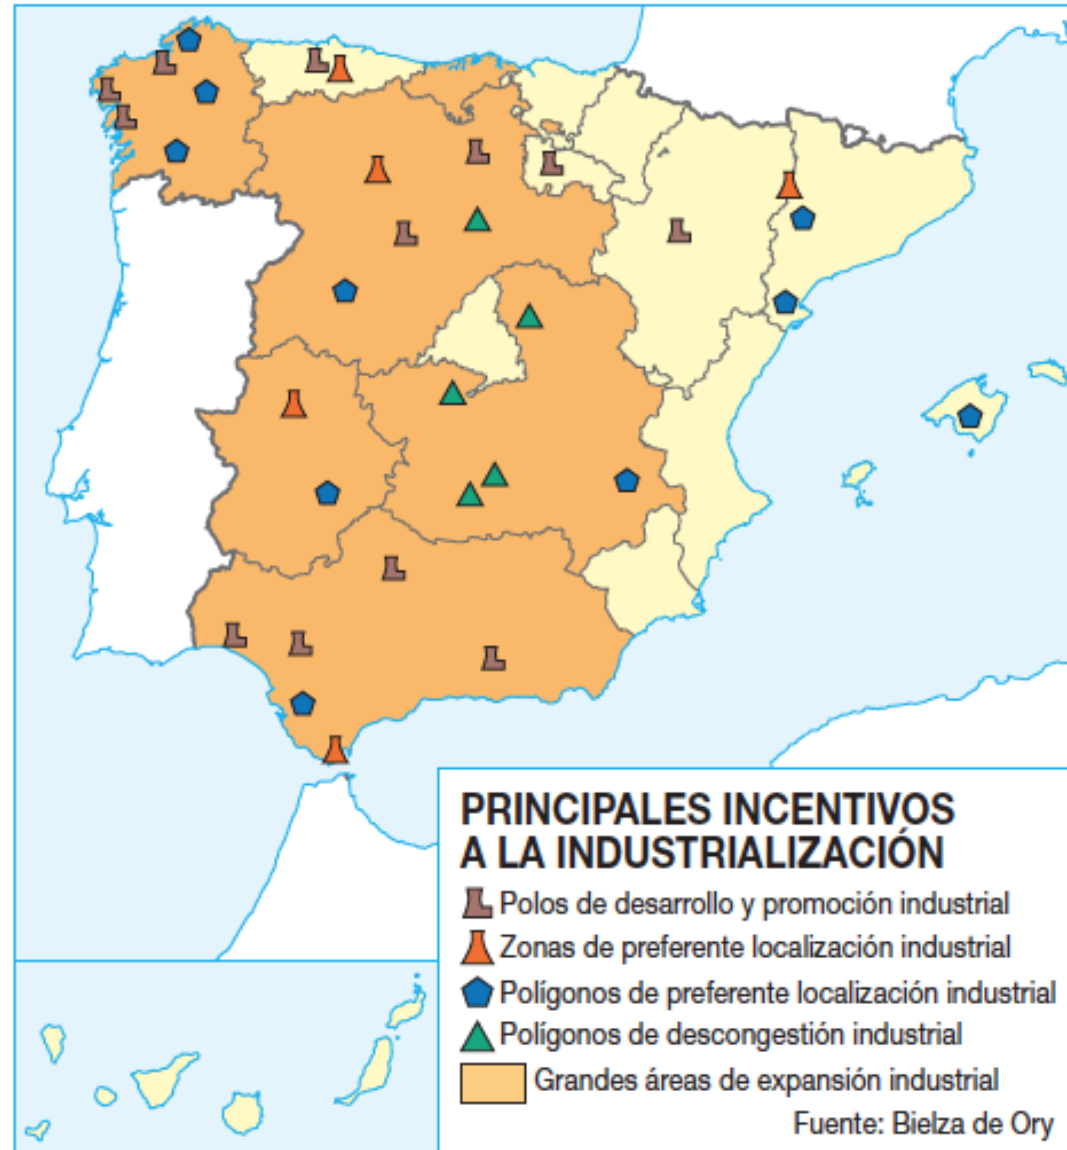 PRINCIPALES INCENTIVOS
A LA INDUSTRIALIZACIÓN
Polos de desarrollo y promoción industrial
Zonas de preferente localización industrial
Polígonos de preferente localización industrial
Polígonos de descongestión industrial
Grandes áreas de expansión industrial
Fuente: Bielza de Ory